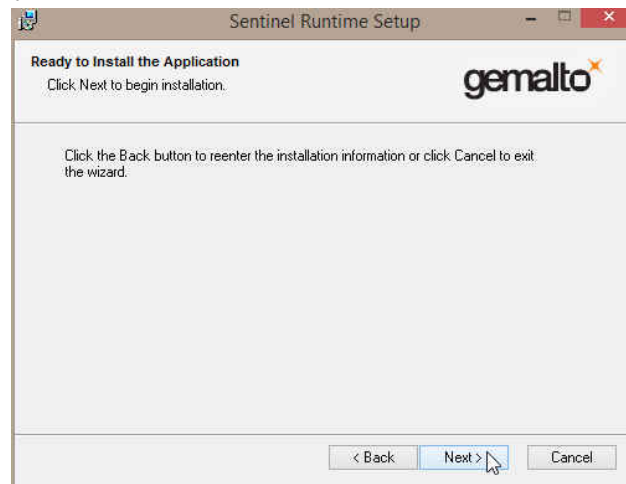 Sentinel Runtime Setup
Ready to Install the Application
Click Next to begin installation.
gemalto
Click the Back button to reenter the installation information or click Cancel to exit
the wizard.
< Back
Next >
Cancel